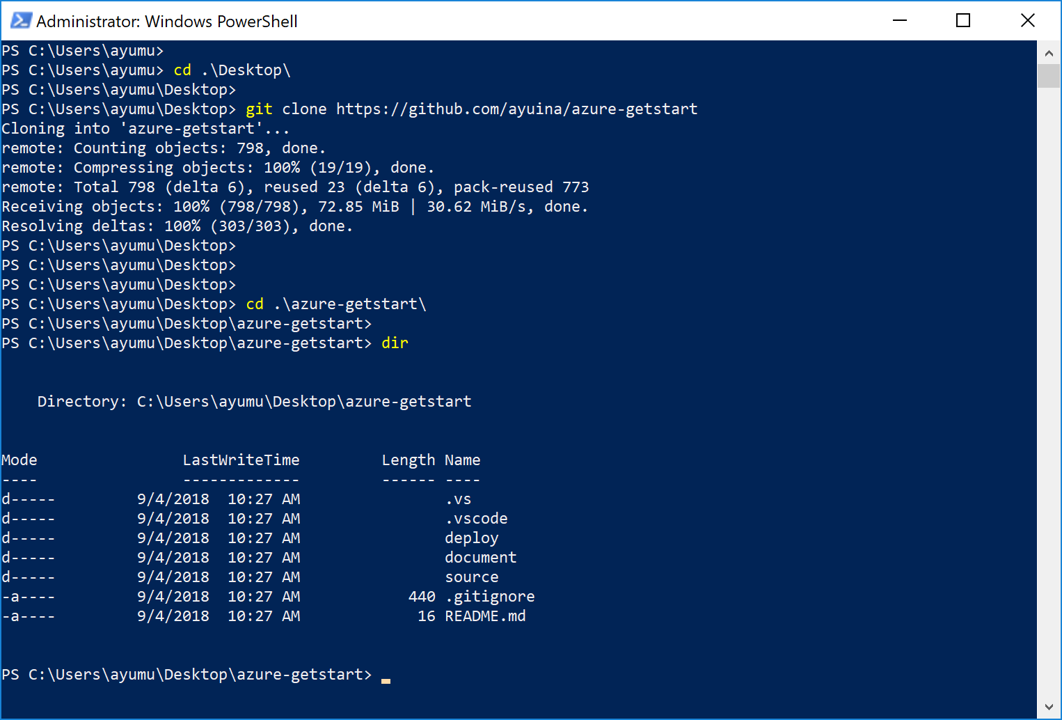 Administrator: Windows PowerShell
PS C:\Users\ayumu>
PS C:\Users\ayumu> cd .\Desktop\
PS C:\Users\ayumu\Desktop>
PS C:\Users\ayumu\Desktop> git clone https://github.com/ayuina/azure-getstart
Cloning into 'azure-getstart'...
remote: Counting objects: 798, done.
remote: Compressing objects: 100% (19/19), done.
remote: Total 798 (delta 6), reused 23 (delta 6), pack-reused 773
Receiving objects: 100% (798/798), 72.85 MiB | 30.62 MiB/s, done.
Resolving deltas: 100% (303/303), done.
PS C:\Users\ayumu\Desktop>
PS C:\Users\ayumu\Desktop>
PS C:\Users\ayumu\Desktop>
PS C:\Users\ayumu\Desktop> cd .\azure-getstart\
PS C:\Users\ayumu\Desktop\azure-getstart>
PS C:\Users\ayumu\Desktop\azure-getstart> dir
    Directory: C:\Users\ayumu\Desktop\azure-getstart
Mode                LastWriteTime         Length Name
----                -------------         ------ ----
d-----         9/4/2018  10:27 AM                .vs
d-----         9/4/2018  10:27 AM                .vscode
d-----         9/4/2018  10:27 AM                deploy
d-----         9/4/2018  10:27 AM                document
d-----         9/4/2018  10:27 AM                source
-a----         9/4/2018  10:27 AM            440 .gitignore
-a----         9/4/2018  10:27 AM             16 README.md
PS C:\Users\ayumu\Desktop\azure-getstart>